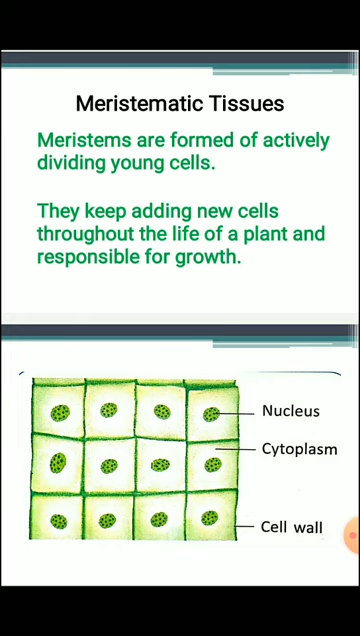 Meristematic Tissues
Meristems are formed of actively
dividing young cells.
They keep adding new cells
throughout the life of a plant and
responsible for growth.
Nucleus
Cytoplasm
Cell wall